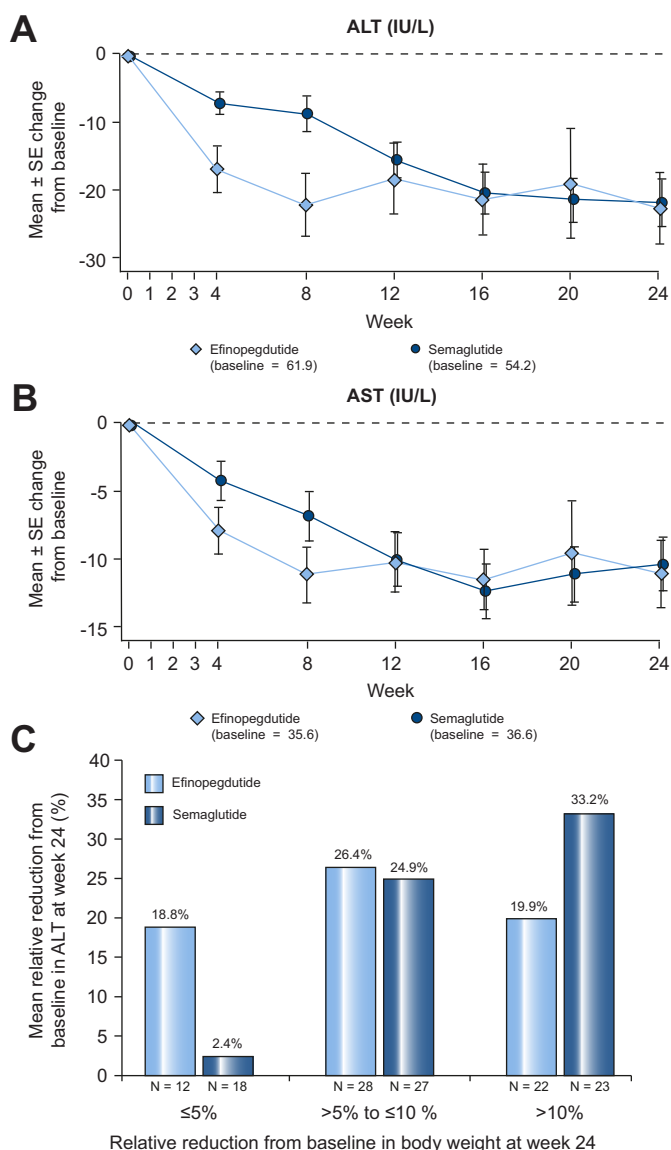 A
ALT (IU/L)
0
-10
-20
-30
Mean ± SE change
from baseline
0 1 2 3 4 8 12 16 20 24
Week
Efinopegdutide
(baseline = 61.9)
Semaglutide
(baseline = 54.2)
B
AST (IU/L)
0
-5
-10
-15
Mean ± SE change
from baseline
0 1 2 3 4 8 12 16 20 24
Week
Efinopegdutide
(baseline = 35.6)
Semaglutide
(baseline = 36.6)
C
40
35
30
25
20
15
10
5
0
Mean relative reduction from
baseline in ALT at week 24 (%)
Efinopegdutide
Semaglutide
18.8%
2.4%
26.4%
24.9%
19.9%
33.2%
N = 12 N = 18 N = 28 N = 27 N = 22 N = 23
≤5% >5% to ≤10 % >10%
Relative reduction from baseline in body weight at week 24